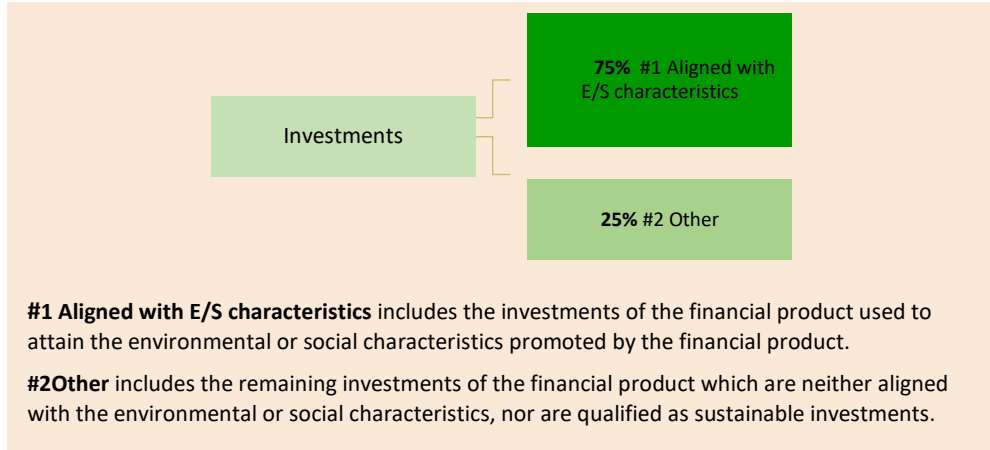 75% #1 Aligned with
E/S characteristics
Investments
25% #2 Other
#1 Aligned with E/S characteristics includes the investments of the financial product used to
attain the environmental or social characteristics promoted by the financial product.
#2Other includes the remaining investments of the financial product which are neither aligned
with the environmental or social characteristics, nor are qualified as sustainable investments.